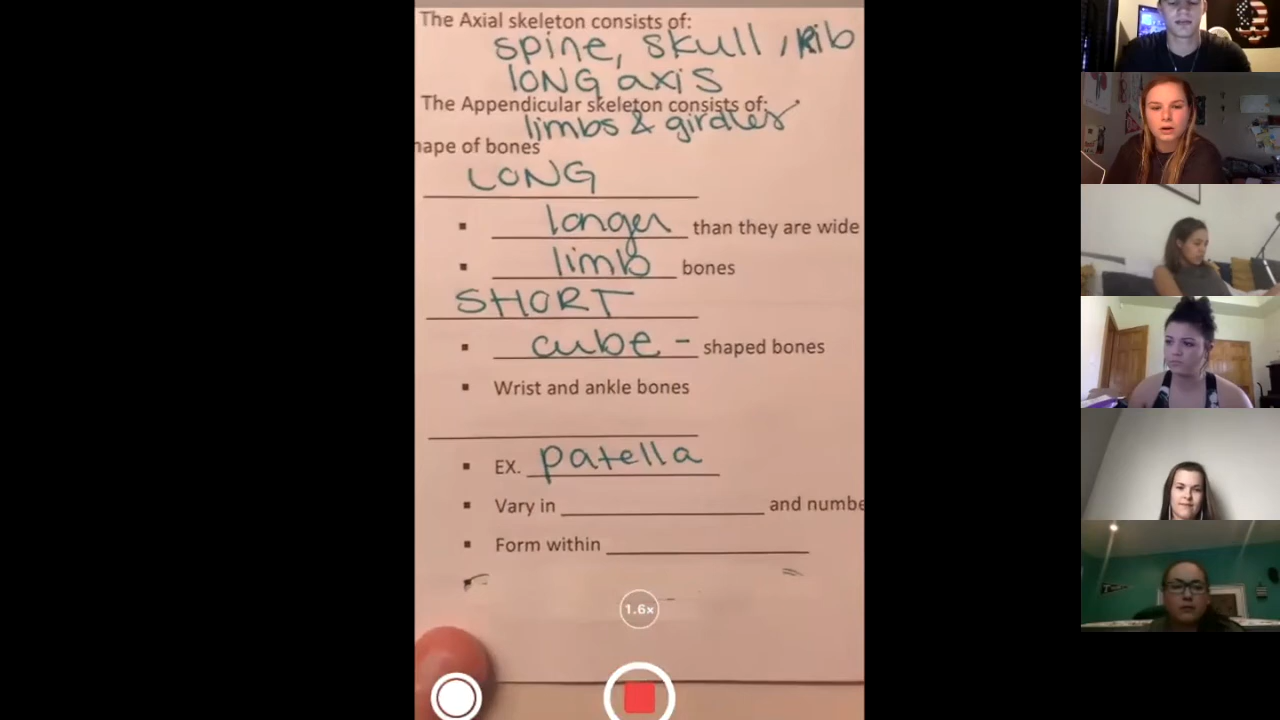 The Axial skeleton consists of:
spine, skull, Rib
LONG axis
The Appendicular skeleton consists of:
limbs & girdles
hape of bones
LONG
longer than they are wide
limb bones
SHORT
cube - shaped bones
Wrist and ankle bones
EX. patella
Vary in ______ and numbe
Form within ______
1.6x